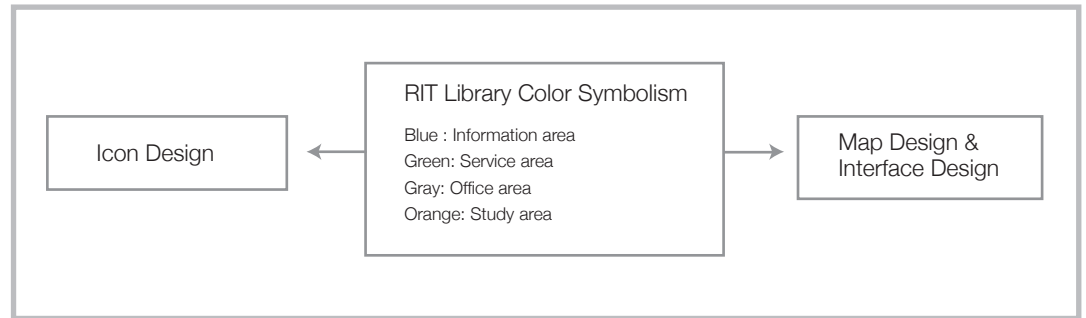 Icon Design
RIT Library Color Symbolism
Blue : Information area
Green: Service area
Gray: Office area
Orange: Study area
Map Design &
Interface Design